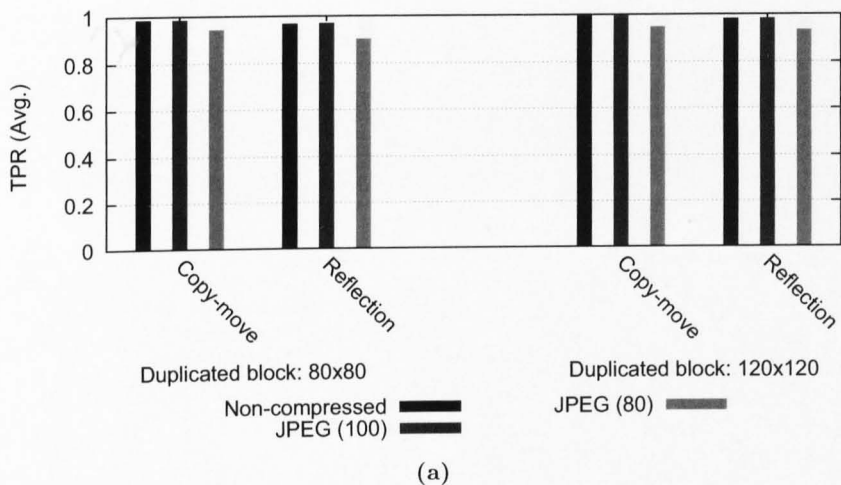 1
0.8
0.6
0.4
0.2
0
TPR (Avg.)
Copy-move
Reflection
Copy-move
Reflection
Duplicated block: 80x80
Duplicated block: 120x120
Non-compressed
JPEG (80)
JPEG (100)
(a)